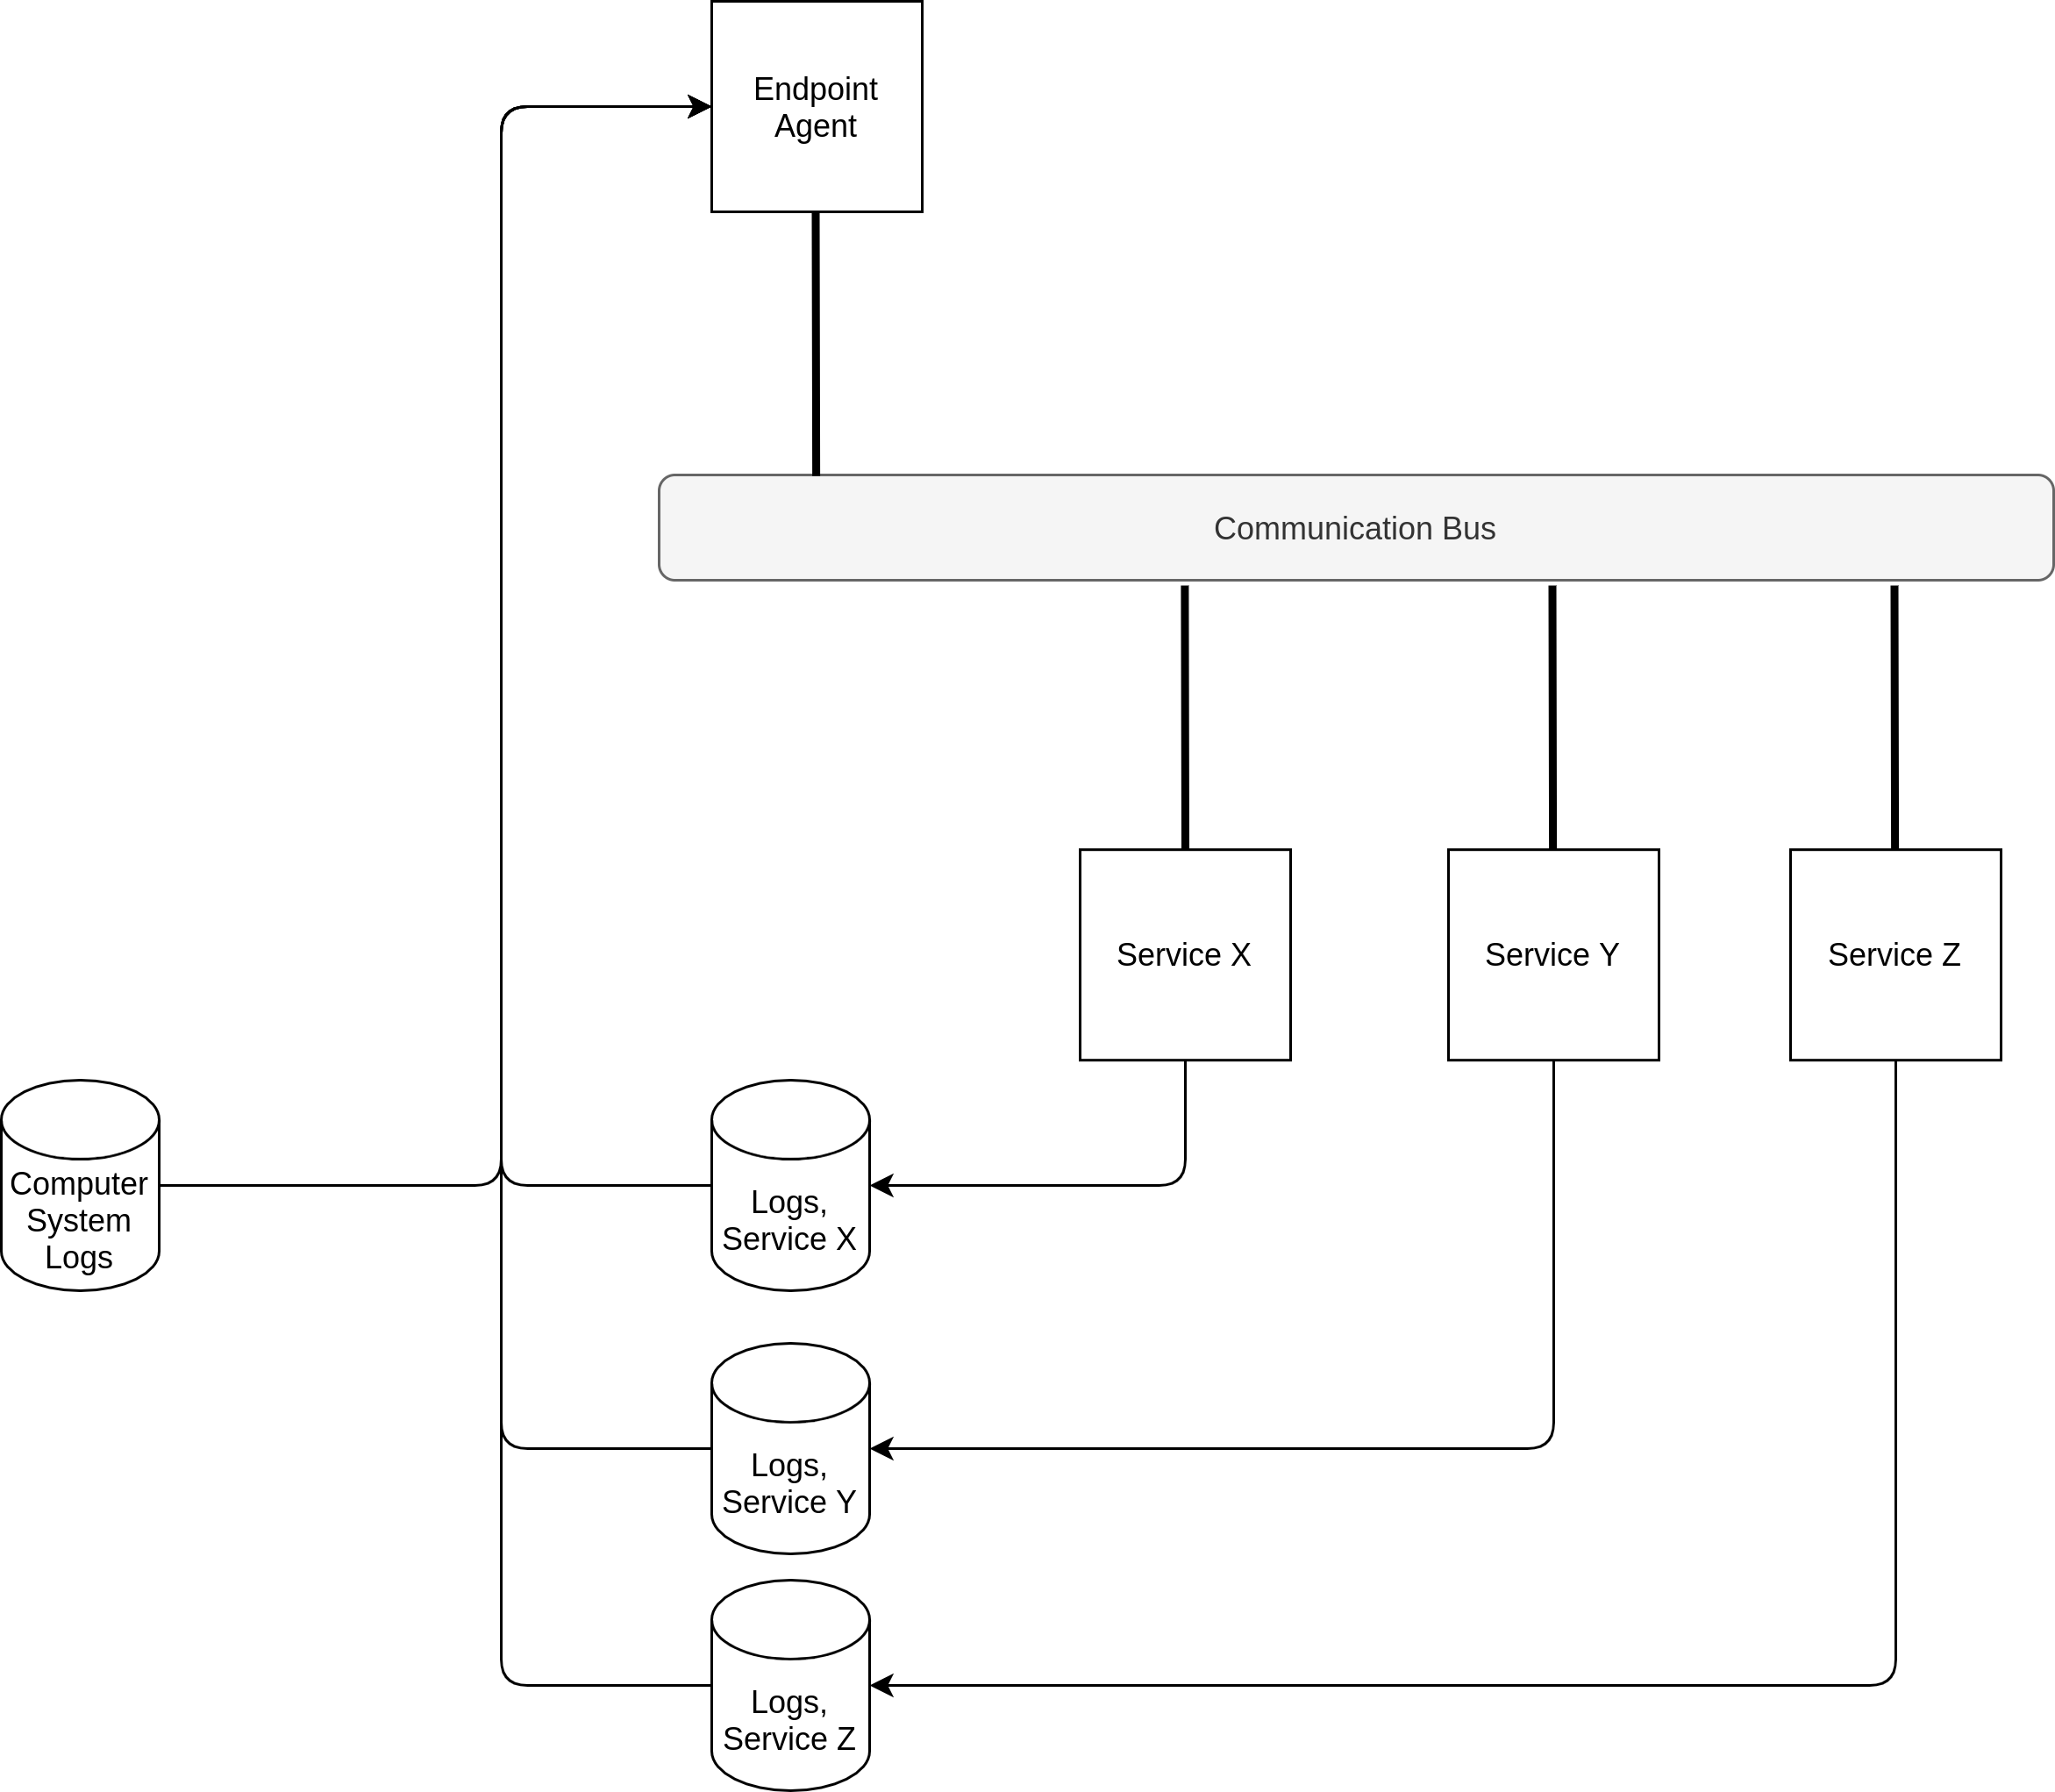 Endpoint
Agent
Communication Bus
Service X
Service Y
Service Z
Computer
System
Logs
Logs,
Service X
Logs,
Service Y
Logs,
Service Z